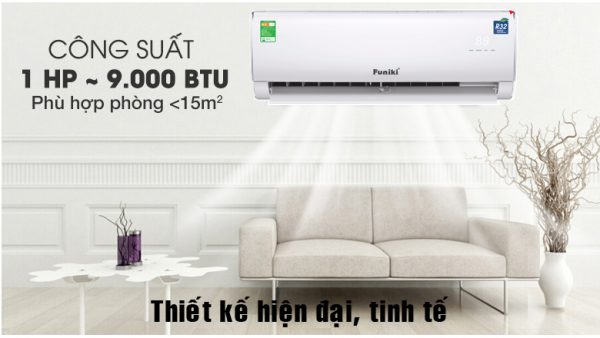 CÔNG SUẤT
1 HP ~ 9.000 BTU
Phù hợp phòng <15m²
Funiki
R32
Thiết kế hiện đại, tinh tế